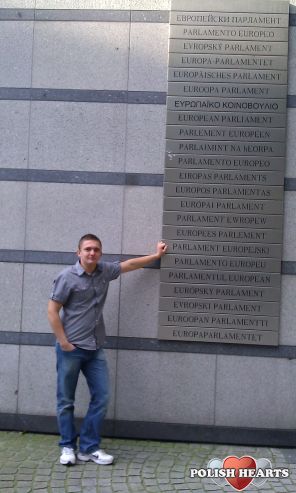 ЕВРОПЕЙСКИ ПАРЛАМЕНТ
PARLAMENTO EUROPEO
EVROPSKÝ PARLAMENT
EUROPA-PARLAMENTET
EUROPÄISCHES PARLAMENT
EUROOPA PARLAMENT
ΕΥΡΩΠΑΪΚΟ ΚΟΙΝΟΒΟΥΛΙΟ
EUROPEAN PARLIAMENT
PARLEMENT EUROPÉEN
PARLAIMINT NA hEORPA
PARLAMENTO EUROPEO
EIROPAS PARLAMENTS
EUROPOS PARLAMENTAS
EURÓPAI PARLAMENT
PARLAMENT EWROPEW
EUROPEES PARLEMENT
PARLAMENT EUROPEJSKI
PARLAMENTO EUROPEU
PARLAMENTUL EUROPEAN
EURÓPSKY PARLAMENT
EVROPSKI PARLAMENT
EUROOPAN PARLAMENTTI
EUROPAPARLAMENTET
POLISH HEARTS